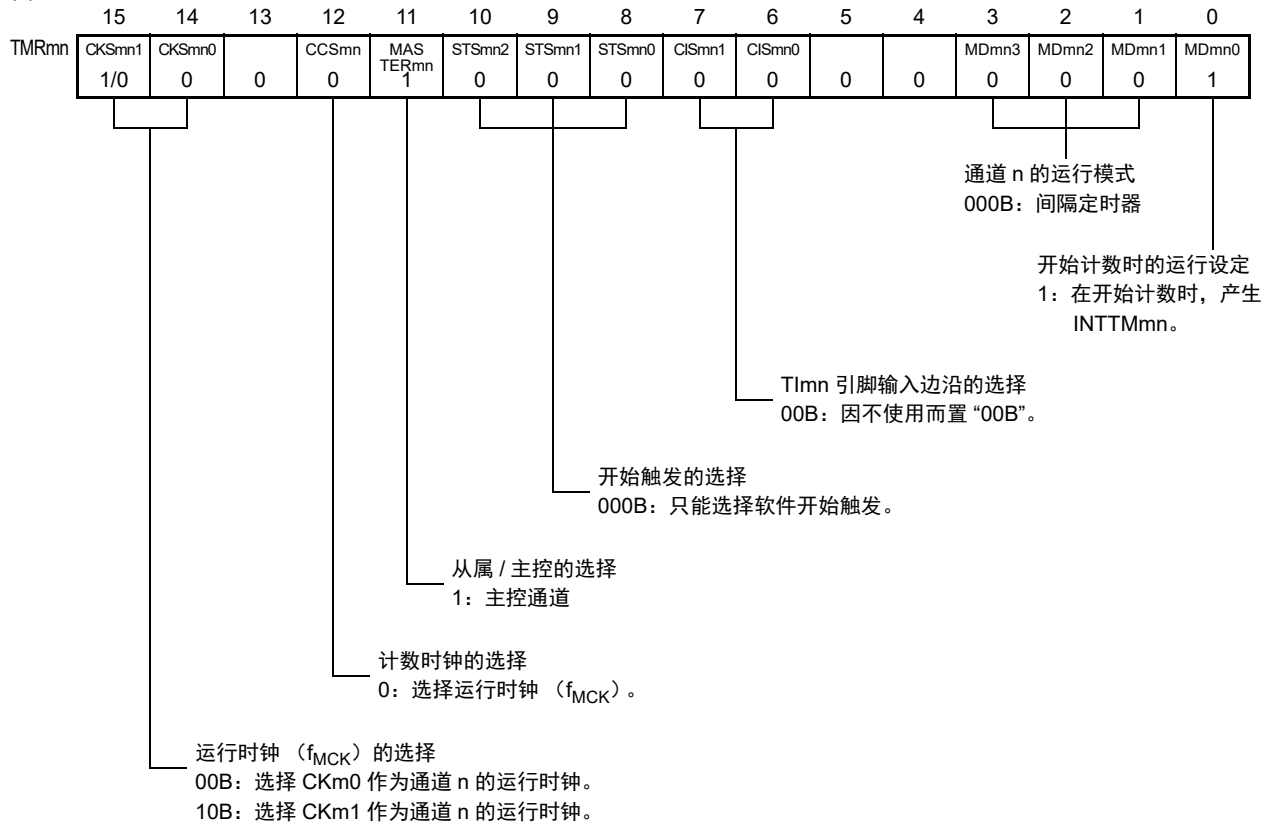 15 14 13 12 11 10 9 8 7 6 5 4 3 2 1 0
TMRmn CKSmn1 CKSmn0 CCSmn MAS TERmn STSmn2 STSmn1 STSmn0 CISmn1 CISmn0 MDmn3 MDmn2 MDmn1 MDmn0
1/0 0 0 0 1 0 0 0 0 0 0 0 0 0 0 1
通道 n 的运行模式
000B：间隔定时器
开始计数时的运行设定
1：在开始计数时，产生
INTTMmn。
TImn 引脚输入边沿的选择
00B：因不使用而置 “00B”。
开始触发的选择
000B：只能选择软件开始触发。
从属 / 主控的选择
1：主控通道
计数时钟的选择
0：选择运行时钟 （fMCK）。
运行时钟 （fMCK）的选择
00B：选择 CKm0 作为通道 n 的运行时钟。
10B：选择 CKm1 作为通道 n 的运行时钟。